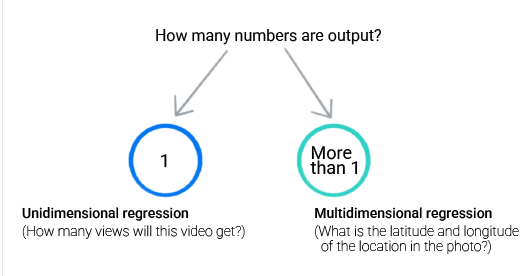 How many numbers are output?
1
More
than 1
Unidimensional regression
(How many views will this video get?)
Multidimensional regression
(What is the latitude and longitude
of the location in the photo?)